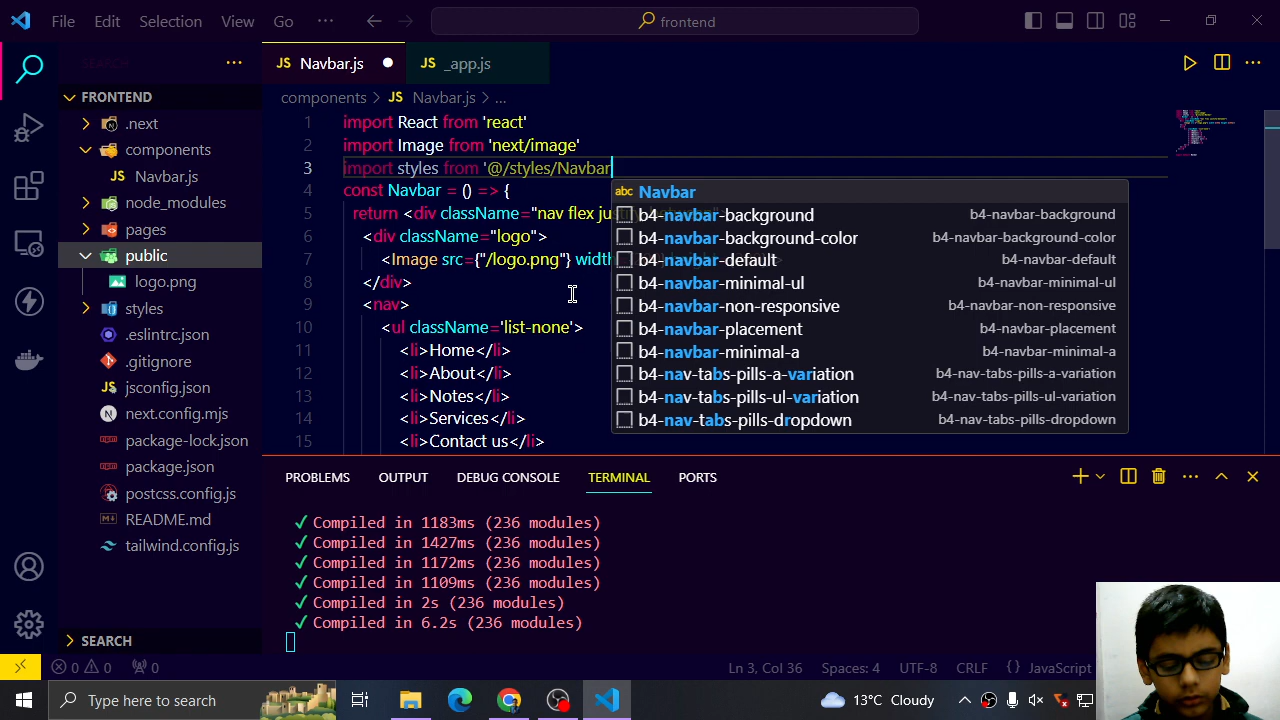 File Edit Selection View Go ··· frontend
SEARCH ···
JS Navbar.js JS _app.js ···
FRONTEND
components > JS Navbar.js > ...
.next
components
Navbar.js
node_modules
pages
public
logo.png
styles
.eslintrc.json
.gitignore
jsconfig.json
next.config.mjs
package-lock.json
package.json
postcss.config.js
README.md
tailwind.config.js
SEARCH
1 import React from 'react'
2 import Image from 'next/image'
3 import styles from '@/styles/Navbar
4 const Navbar = () => {
5 return <div className="nav flex
6 <div className="logo">
7 <Image src={"/logo.png"}
8 </div>
9 <nav>
10 <ul className='list-none'>
11 <li>Home</li>
12 <li>About</li>
13 <li>Notes</li>
14 <li>Services</li>
15 <li>Contact us</li>
abc Navbar
b4-navbar-background b4-navbar-background
b4-navbar-background-color b4-navbar-background-color
b4-navbar-default b4-navbar-default
b4-navbar-minimal-ul b4-navbar-minimal-ul
b4-navbar-non-responsive b4-navbar-non-responsive
b4-navbar-placement b4-navbar-placement
b4-navbar-minimal-a b4-navbar-minimal-a
b4-nav-tabs-pills-a-variation b4-nav-tabs-pills-a-variation
b4-nav-tabs-pills-ul-variation b4-nav-tabs-pills-ul-variation
b4-nav-tabs-pills-dropdown b4-nav-tabs-pills-dropdown
PROBLEMS OUTPUT DEBUG CONSOLE TERMINAL PORTS
✓ Compiled in 1183ms (236 modules)
✓ Compiled in 1427ms (236 modules)
✓ Compiled in 1172ms (236 modules)
✓ Compiled in 1109ms (236 modules)
✓ Compiled in 2s (236 modules)
✓ Compiled in 6.2s (236 modules)
0 0 0 Ln 3, Col 36 Spaces: 4 UTF-8 CRLF {} JavaScript
Type here to search 13°C Cloudy